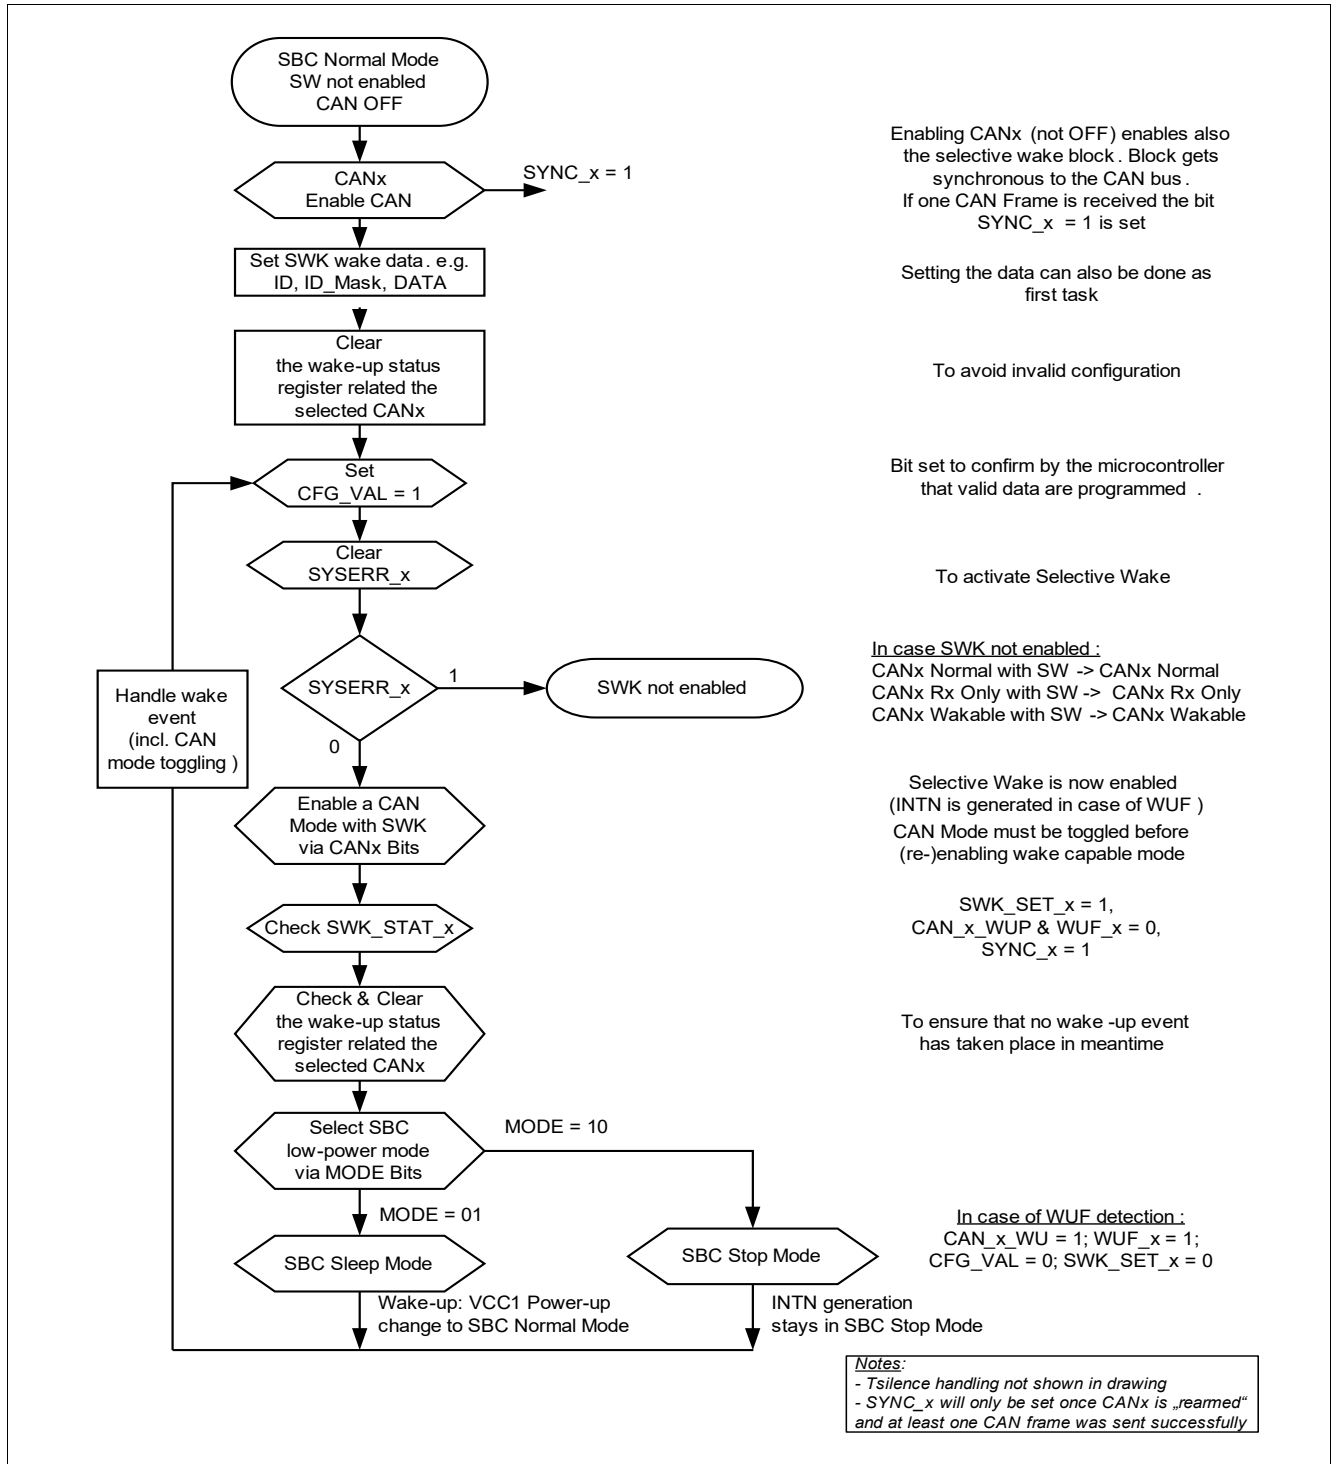 SBC Normal Mode
SW not enabled
CAN OFF
CANx
Enable CAN
SYNC_x = 1
Enabling CANx (not OFF) enables also
the selective wake block. Block gets
synchronous to the CAN bus.
If one CAN Frame is received the bit
SYNC_x = 1 is set
Set SWK wake data. e.g.
ID, ID_Mask, DATA
Setting the data can also be done as
first task
Clear
the wake-up status
register related the
selected CANx
To avoid invalid configuration
Set
CFG_VAL = 1
Bit set to confirm by the microcontroller
that valid data are programmed .
Clear
SYSERR_x
To activate Selective Wake
SYSERR_x
1
0
SWK not enabled
In case SWK not enabled :
CANx Normal with SW -> CANx Normal
CANx Rx Only with SW -> CANx Rx Only
CANx Wakable with SW -> CANx Wakable
Handle wake
event
(incl. CAN
mode toggling )
Enable a CAN
Mode with SWK
via CANx Bits
Selective Wake is now enabled
(INTN is generated in case of WUF )
CAN Mode must be toggled before
(re-)enabling wake capable mode
Check SWK_STAT_x
SWK_SET_x = 1,
CAN_x_WUP & WUF_x = 0,
SYNC_x = 1
Check & Clear
the wake-up status
register related the
selected CANx
To ensure that no wake -up event
has taken place in meantime
Select SBC
low-power mode
via MODE Bits
MODE = 10
MODE = 01
SBC Sleep Mode
SBC Stop Mode
In case of WUF detection :
CAN_x_WU = 1; WUF_x = 1;
CFG_VAL = 0; SWK_SET_x = 0
Wake-up: VCC1 Power-up
change to SBC Normal Mode
INTN generation
stays in SBC Stop Mode
Notes:
- Tsilence handling not shown in drawing
- SYNC_x will only be set once CANx is „rearmed“
and at least one CAN frame was sent successfully